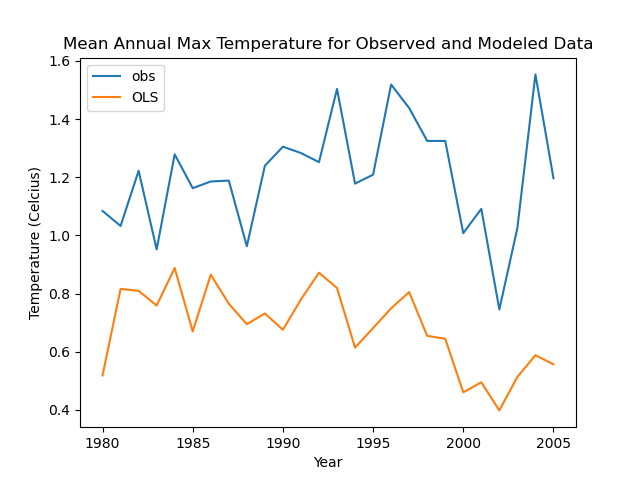 Mean Annual Max Temperature for Observed and Modeled Data
obs
OLS
1.6
1.4
1.2
1.0
0.8
0.6
0.4
Temperature (Celcius)
1980
1985
1990
1995
2000
2005
Year